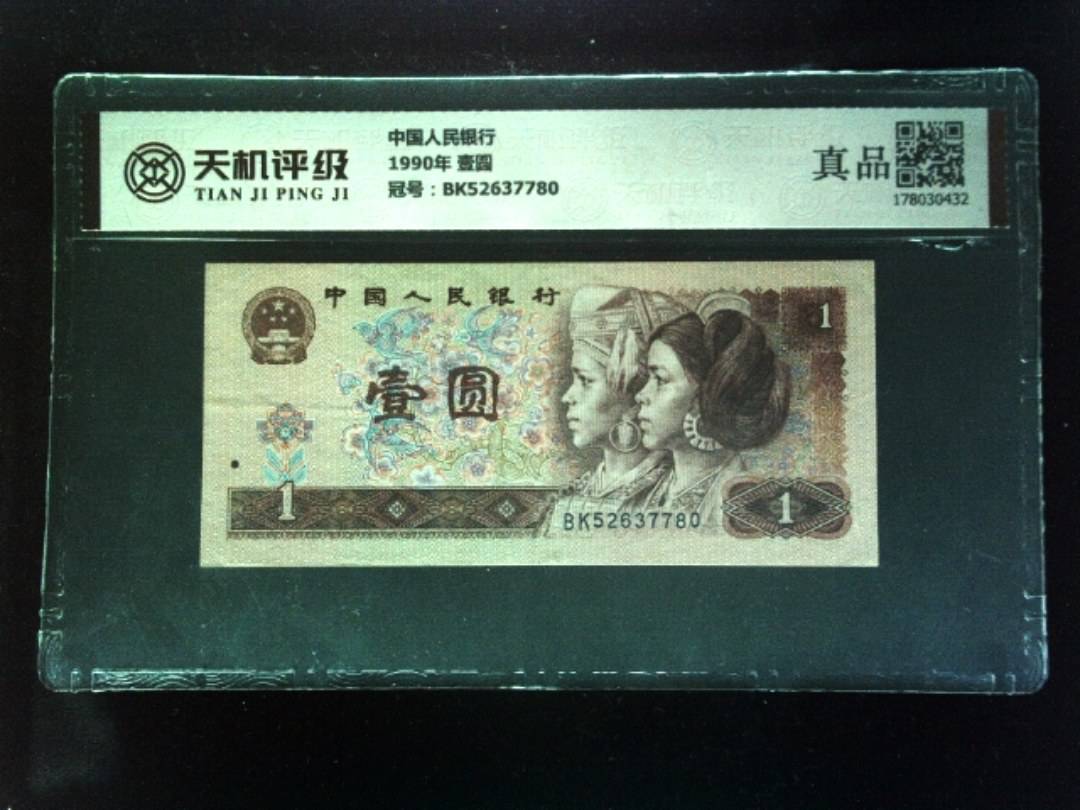 天机评级
TIAN JI PING JI
中国人民银行
1990年 壹圆
冠号：BK52637780
真品
178030432
中国人民银行
1
壹圆
1
BK52637780
1